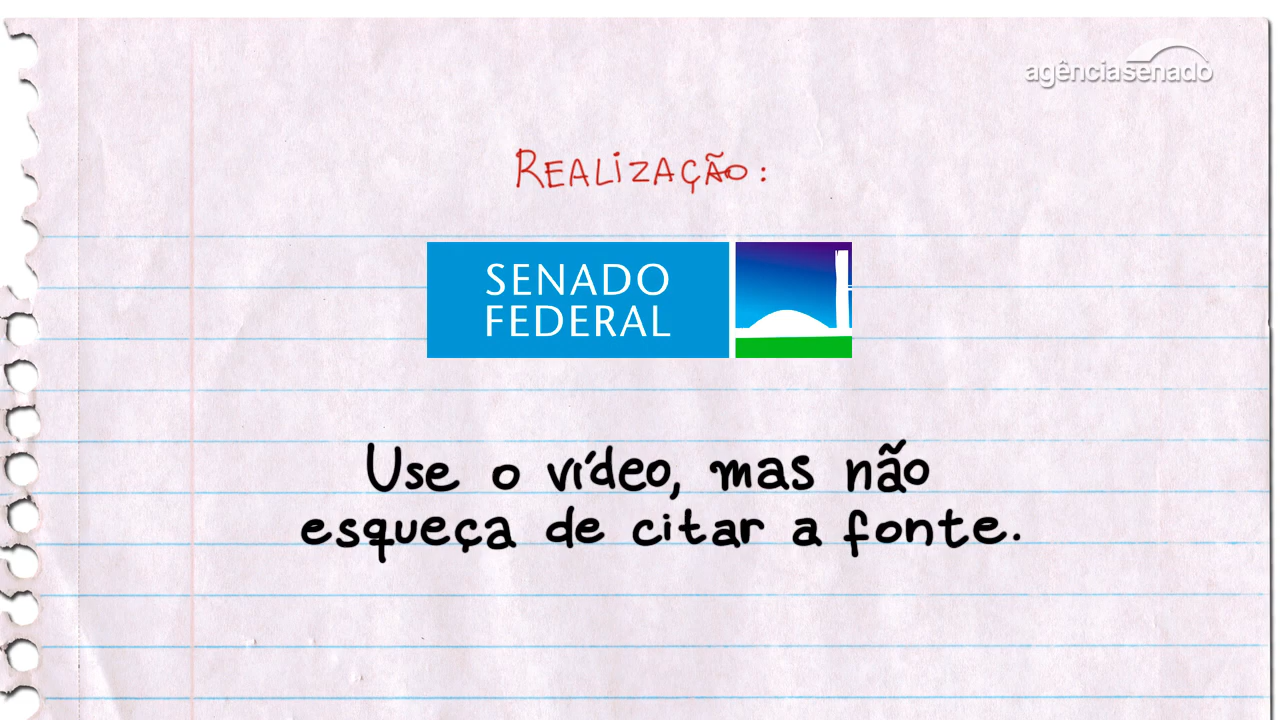 agênciasenado
REALIZAÇÃO:
SENADO
FEDERAL
Use o vídeo, mas não
esqueça de citar a fonte.